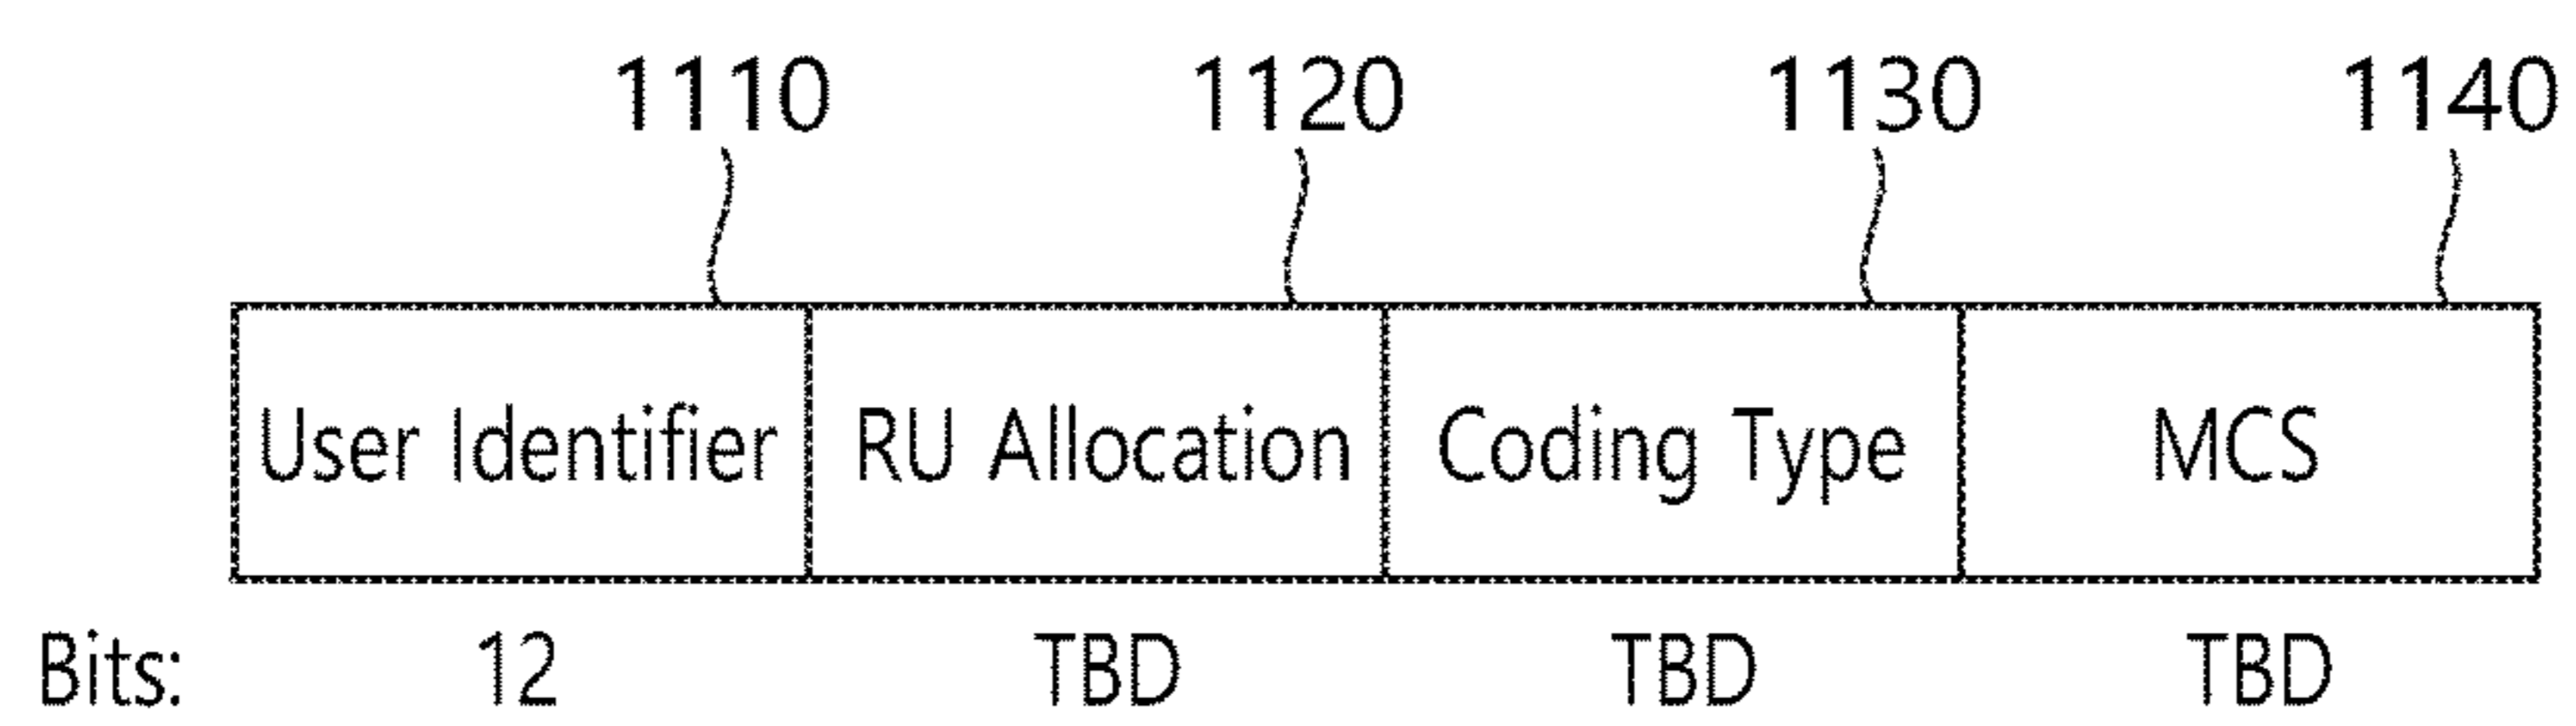 1110 1120 1130 1140
User Identifier RU Allocation Coding Type MCS
Bits: 12 TBD TBD TBD